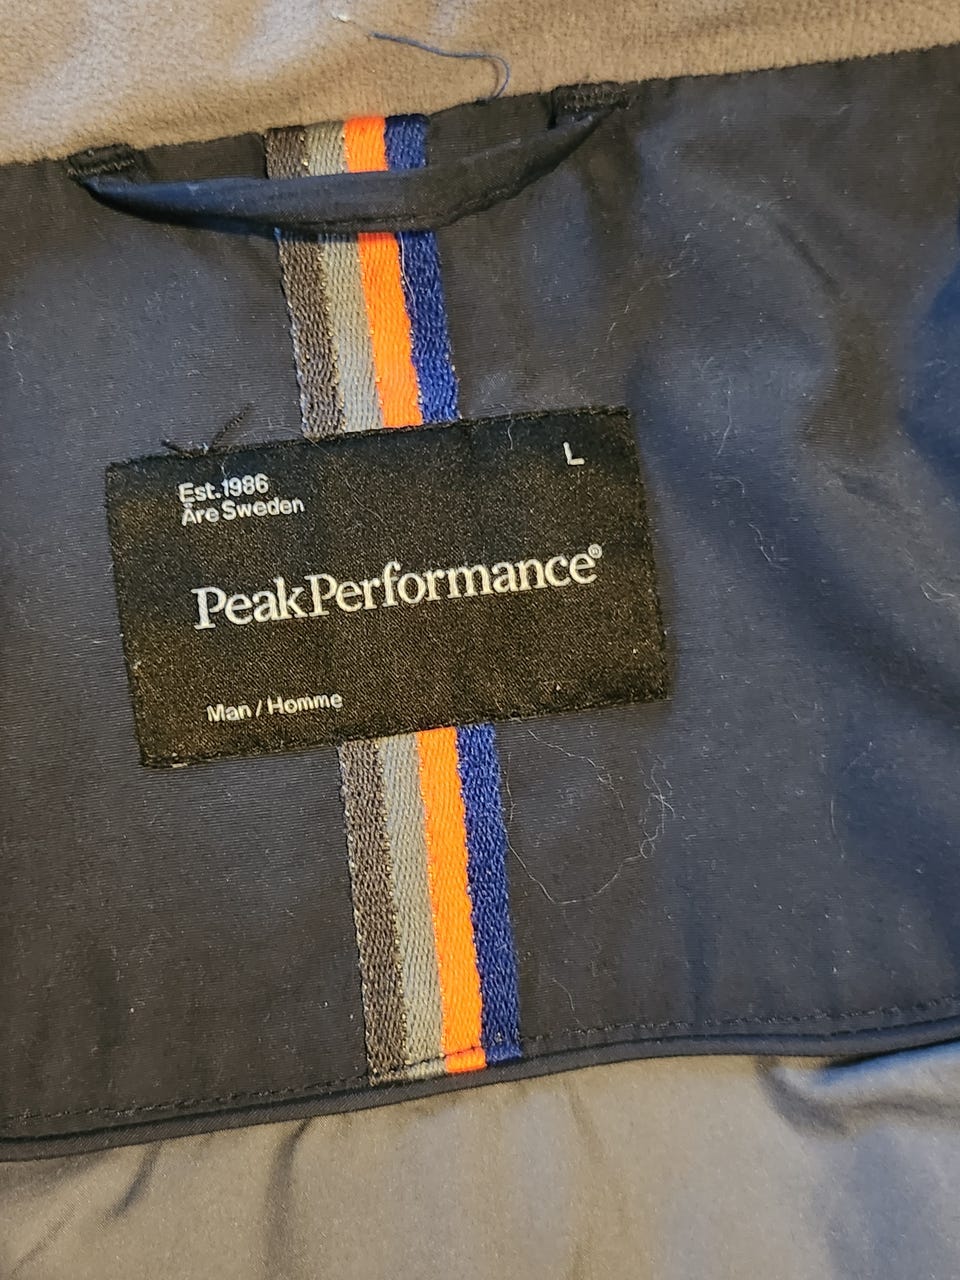 L
Est.1986
Åre Sweden
PeakPerformance®
Man / Homme